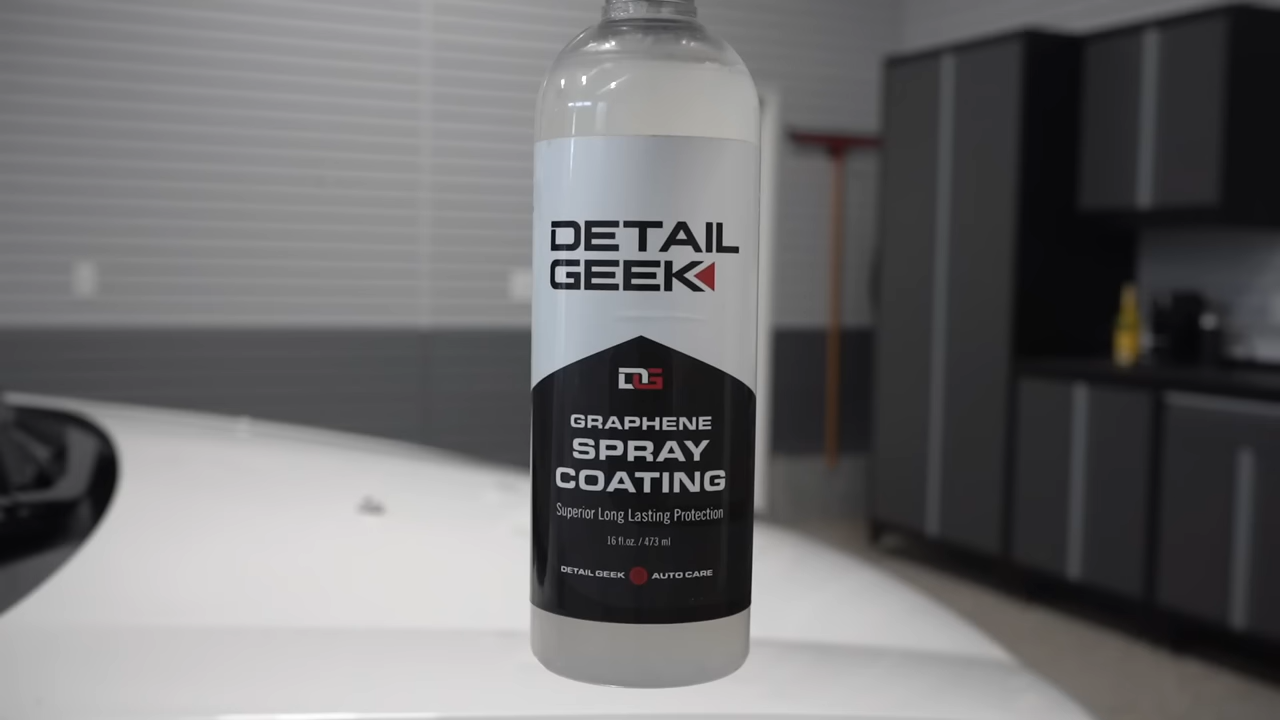 DETAIL
GEEK
DG
GRAPHENE
SPRAY
COATING
Superior Long Lasting Protection
16 fl.oz. / 473 ml
DETAIL GEEK AUTO CARE